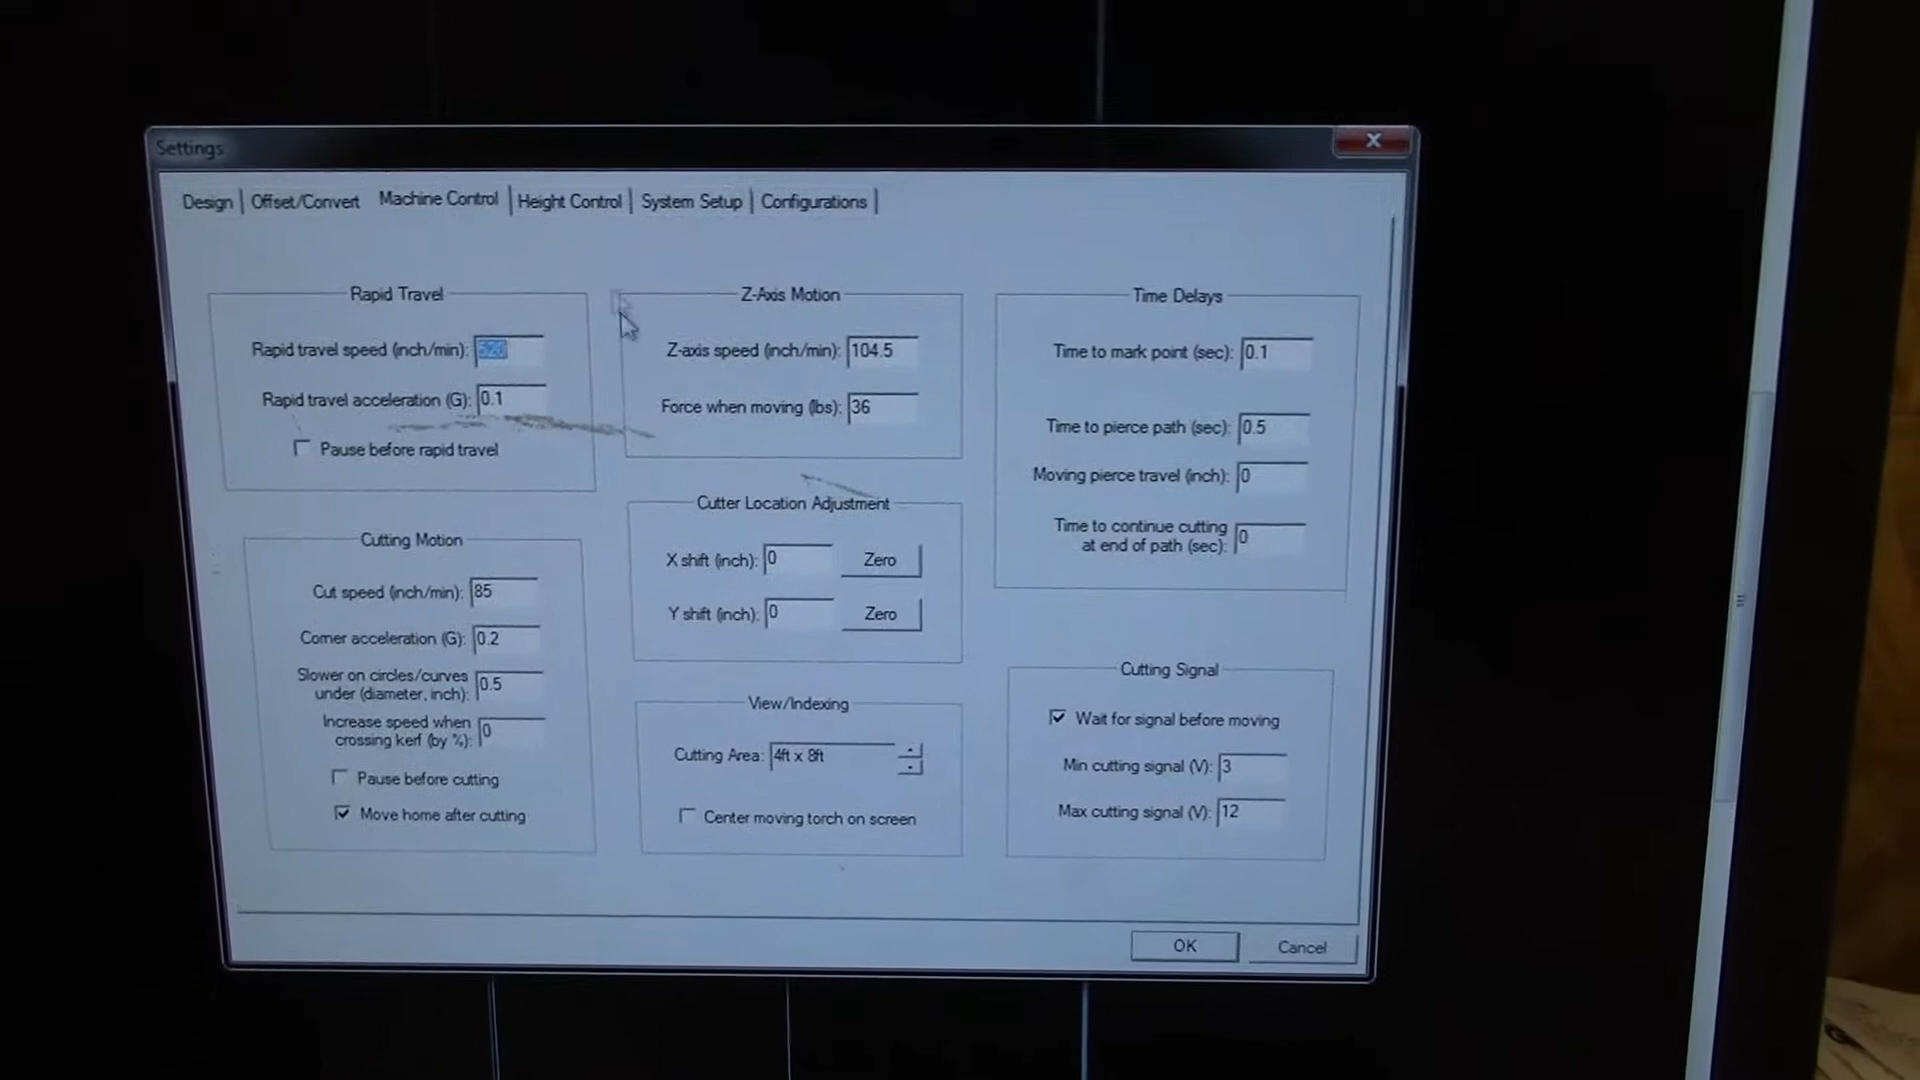 Settings
Design Offset/Convert Machine Control Height Control System Setup Configurations
Rapid Travel
Rapid travel speed (inch/min): 520
Rapid travel acceleration (G): 0.1
Pause before rapid travel
Cutting Motion
Cut speed (inch/min): 85
Corner acceleration (G): 0.2
Slower on circles/curves
under (diameter, inch): 0.5
Increase speed when
crossing kerf (by %): 0
Pause before cutting
Move home after cutting
Z-Axis Motion
Z-axis speed (inch/min): 104.5
Force when moving (lbs): 36
Cutter Location Adjustment
X shift (inch): 0 Zero
Y shift (inch): 0 Zero
View/Indexing
Cutting Area: 4ft x 8ft
Center moving torch on screen
Time Delays
Time to mark point (sec): 0.1
Time to pierce path (sec): 0.5
Moving pierce travel (inch): 0
Time to continue cutting
at end of path (sec): 0
Cutting Signal
Wait for signal before moving
Min cutting signal (V): 3
Max cutting signal (V): 12
OK Cancel